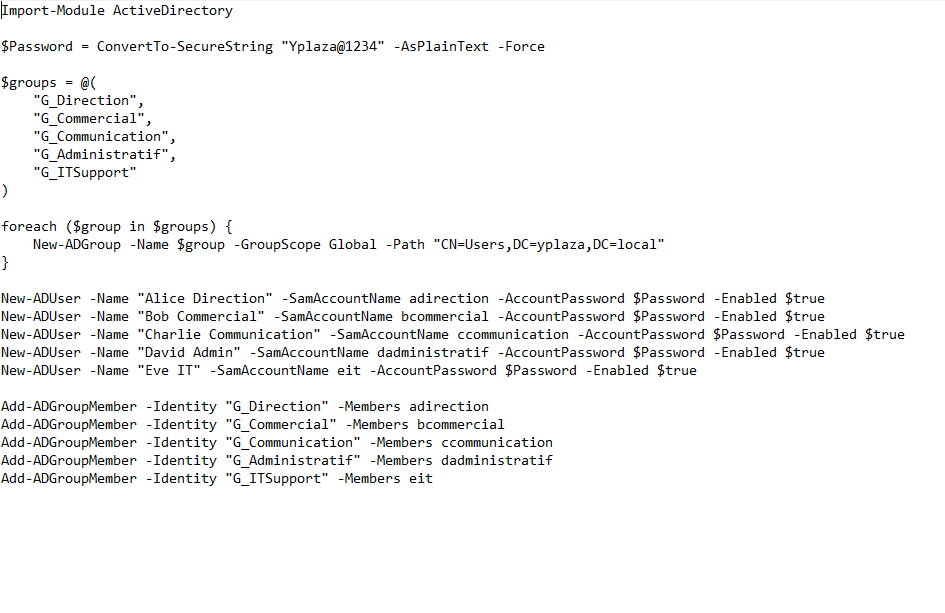 Import-Module ActiveDirectory
$Password = ConvertTo-SecureString "Yplaza@1234" -AsPlainText -Force
$groups = @(
    "G_Direction",
    "G_Commercial",
    "G_Communication",
    "G_Administratif",
    "G_ITSupport"
)
foreach ($group in $groups) {
    New-ADGroup -Name $group -GroupScope Global -Path "CN=Users,DC=yplaza,DC=local"
}
New-ADUser -Name "Alice Direction" -SamAccountName adirection -AccountPassword $Password -Enabled $true
New-ADUser -Name "Bob Commercial" -SamAccountName bcommercial -AccountPassword $Password -Enabled $true
New-ADUser -Name "Charlie Communication" -SamAccountName ccommunication -AccountPassword $Password -Enabled $true
New-ADUser -Name "David Admin" -SamAccountName dadministratif -AccountPassword $Password -Enabled $true
New-ADUser -Name "Eve IT" -SamAccountName eit -AccountPassword $Password -Enabled $true
Add-ADGroupMember -Identity "G_Direction" -Members adirection
Add-ADGroupMember -Identity "G_Commercial" -Members bcommercial
Add-ADGroupMember -Identity "G_Communication" -Members ccommunication
Add-ADGroupMember -Identity "G_Administratif" -Members dadministratif
Add-ADGroupMember -Identity "G_ITSupport" -Members eit